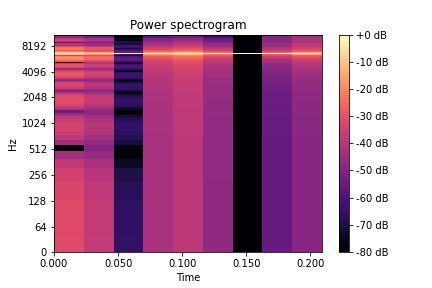 Power spectrogram
8192
4096
2048
1024
512
256
128
64
0
Hz
0.000 0.050 0.100 0.150 0.200
Time
+0 dB
-10 dB
-20 dB
-30 dB
-40 dB
-50 dB
-60 dB
-70 dB
-80 dB